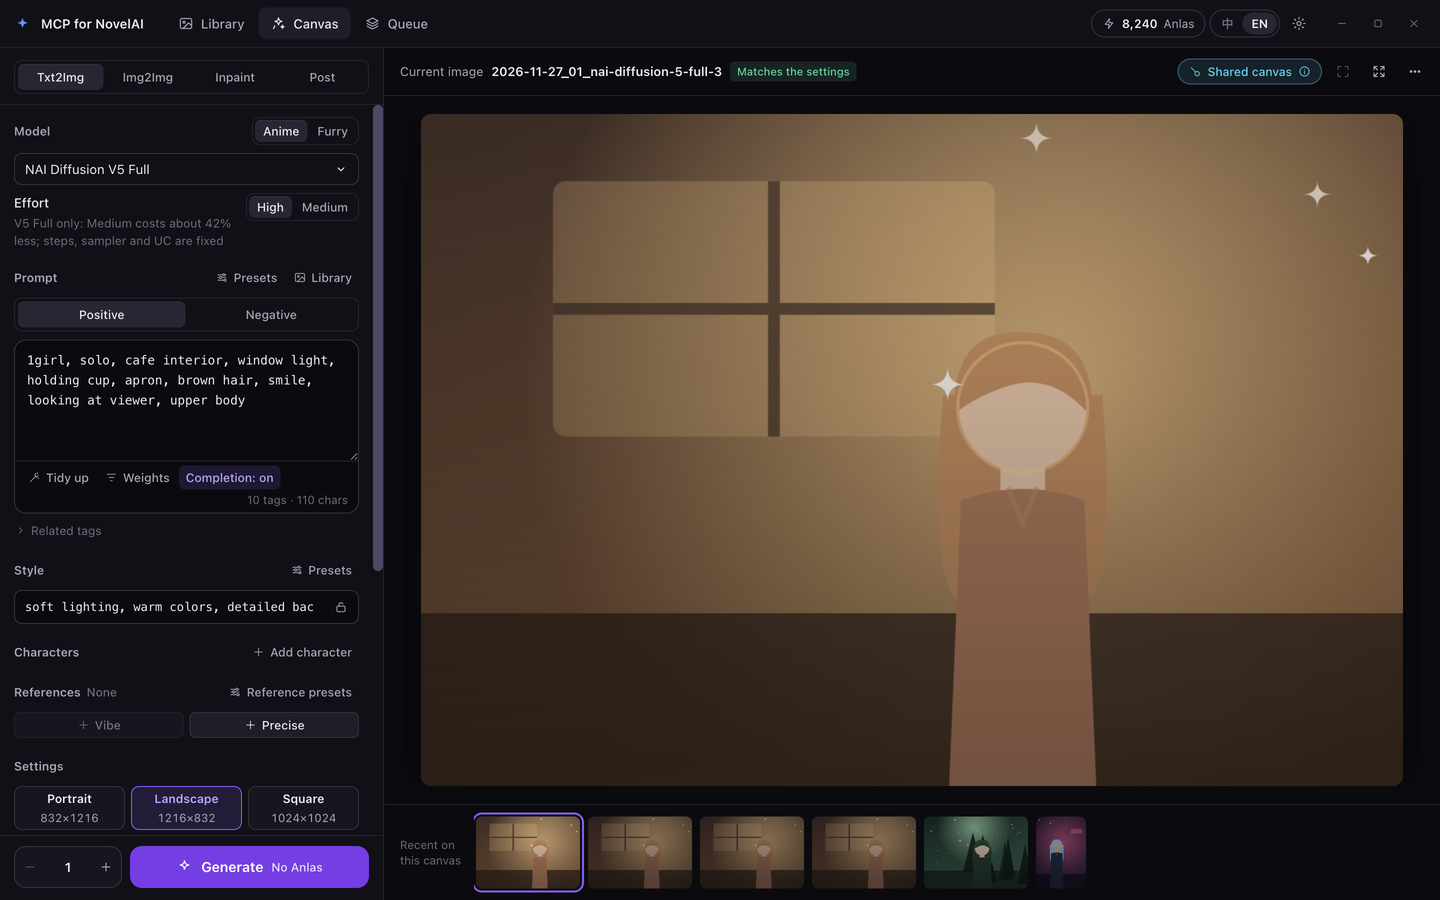 MCP for NovelAI
Library
Canvas
Queue
8,240 Anlas
中 EN
Txt2Img
Img2Img
Inpaint
Post
Current image 2026-11-27_01_nai-diffusion-5-full-3 Matches the settings
Shared canvas
Model
Anime
Furry
NAI Diffusion V5 Full
Effort
High
Medium
V5 Full only: Medium costs about 42%
less; steps, sampler and UC are fixed
Prompt
Presets
Library
Positive
Negative
1girl, solo, cafe interior, window light,
holding cup, apron, brown hair, smile,
looking at viewer, upper body
Tidy up
Weights
Completion: on
10 tags · 110 chars
Related tags
Style
Presets
soft lighting, warm colors, detailed bac
Characters
+ Add character
References None
Reference presets
+ Vibe
+ Precise
Settings
Portrait
832×1216
Landscape
1216×832
Square
1024×1024
− 1 +
Generate No Anlas
Recent on
this canvas